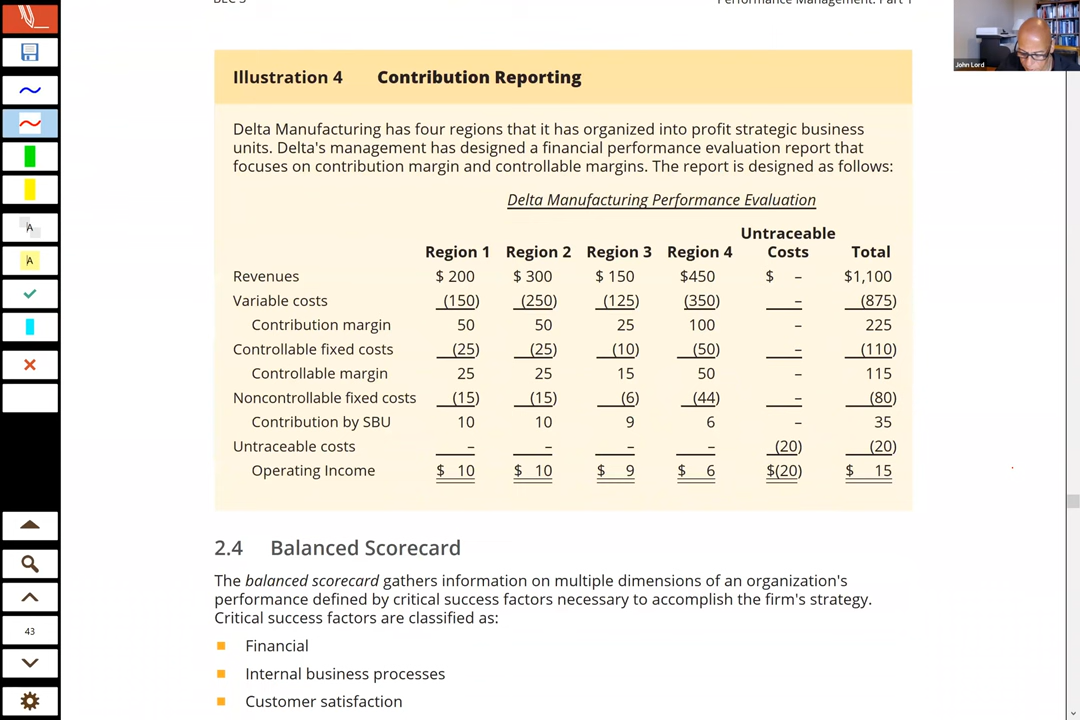 Illustration 4 Contribution Reporting
John Lord
Delta Manufacturing has four regions that it has organized into profit strategic business
units. Delta's management has designed a financial performance evaluation report that
focuses on contribution margin and controllable margins. The report is designed as follows:
Delta Manufacturing Performance Evaluation
Untraceable
Region 1 Region 2 Region 3 Region 4 Costs Total
Revenues $ 200 $ 300 $ 150 $450 $ – $1,100
Variable costs (150) (250) (125) (350) – (875)
Contribution margin 50 50 25 100 – 225
Controllable fixed costs (25) (25) (10) (50) – (110)
Controllable margin 25 25 15 50 – 115
Noncontrollable fixed costs (15) (15) (6) (44) – (80)
Contribution by SBU 10 10 9 6 – 35
Untraceable costs – – – – (20) (20)
Operating Income $ 10 $ 10 $ 9 $ 6 $(20) $ 15
2.4 Balanced Scorecard
The balanced scorecard gathers information on multiple dimensions of an organization's
performance defined by critical success factors necessary to accomplish the firm's strategy.
Critical success factors are classified as:
Financial
Internal business processes
Customer satisfaction
A
A
43